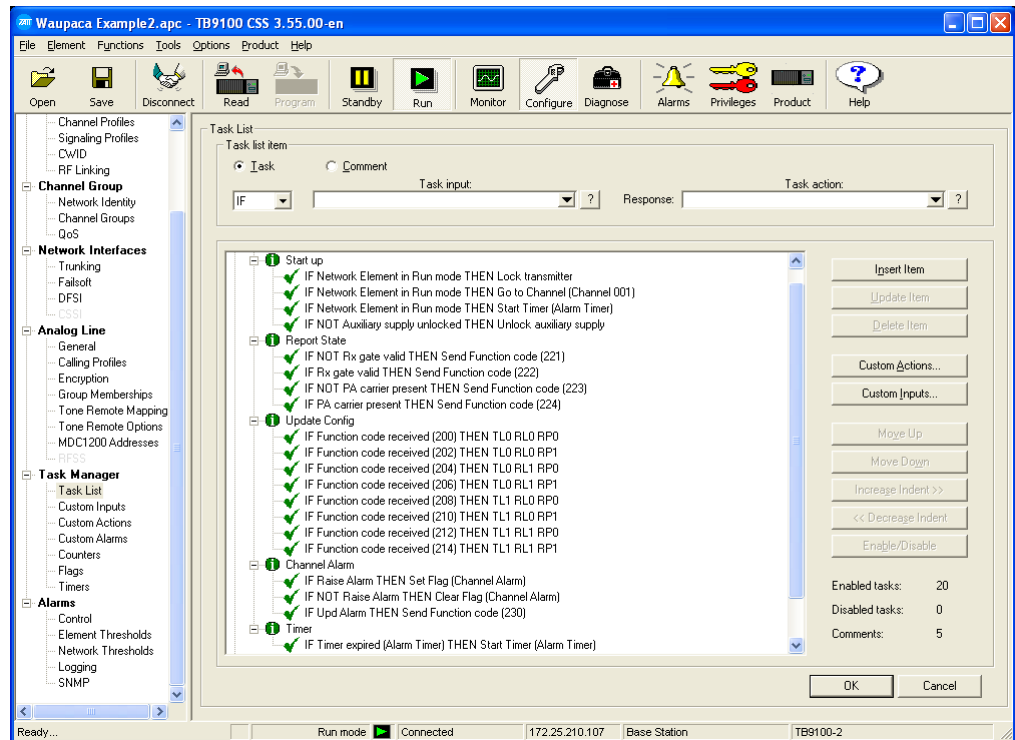 Waupaca Example2.apc - TB9100 CSS 3.55.00-en
File Element Functions Tools Options Product Help
Open Save Disconnect Read Program Standby Run Monitor Configure Diagnose Alarms Privileges Product Help
Channel Profiles
Signaling Profiles
CWID
RF Linking
Channel Group
Network Identity
Channel Groups
QoS
Network Interfaces
Trunking
Failsoft
DFSI
CSSI
Analog Line
General
Calling Profiles
Encryption
Group Memberships
Tone Remote Mapping
Tone Remote Options
MDC1200 Addresses
RFSS
Task Manager
Task List
Custom Inputs
Custom Actions
Custom Alarms
Counters
Flags
Timers
Alarms
Control
Element Thresholds
Network Thresholds
Logging
SNMP
Task List
Task list item
Task Comment
Task input: Task action:
IF ? Response: ?
Start up
IF Network Element in Run mode THEN Lock transmitter
IF Network Element in Run mode THEN Go to Channel (Channel 001)
IF Network Element in Run mode THEN Start Timer (Alarm Timer)
IF NOT Auxiliary supply unlocked THEN Unlock auxiliary supply
Report State
IF NOT Rx gate valid THEN Send Function code (221)
IF Rx gate valid THEN Send Function code (222)
IF NOT PA carrier present THEN Send Function code (223)
IF PA carrier present THEN Send Function code (224)
Update Config
IF Function code received (200) THEN TL0 RL0 RP0
IF Function code received (202) THEN TL0 RL0 RP1
IF Function code received (204) THEN TL0 RL1 RP0
IF Function code received (206) THEN TL0 RL1 RP1
IF Function code received (208) THEN TL1 RL0 RP0
IF Function code received (210) THEN TL1 RL0 RP1
IF Function code received (212) THEN TL1 RL1 RP0
IF Function code received (214) THEN TL1 RL1 RP1
Channel Alarm
IF Raise Alarm THEN Set Flag (Channel Alarm)
IF NOT Raise Alarm THEN Clear Flag (Channel Alarm)
IF Upd Alarm THEN Send Function code (230)
Timer
IF Timer expired (Alarm Timer) THEN Start Timer (Alarm Timer)
Insert Item
Update Item
Delete Item
Custom Actions...
Custom Inputs...
Move Up
Move Down
Increase Indent >>
<< Decrease Indent
Enable/Disable
Enabled tasks: 20
Disabled tasks: 0
Comments: 5
OK Cancel
Ready... Run mode Connected 172.25.210.107 Base Station TB9100-2